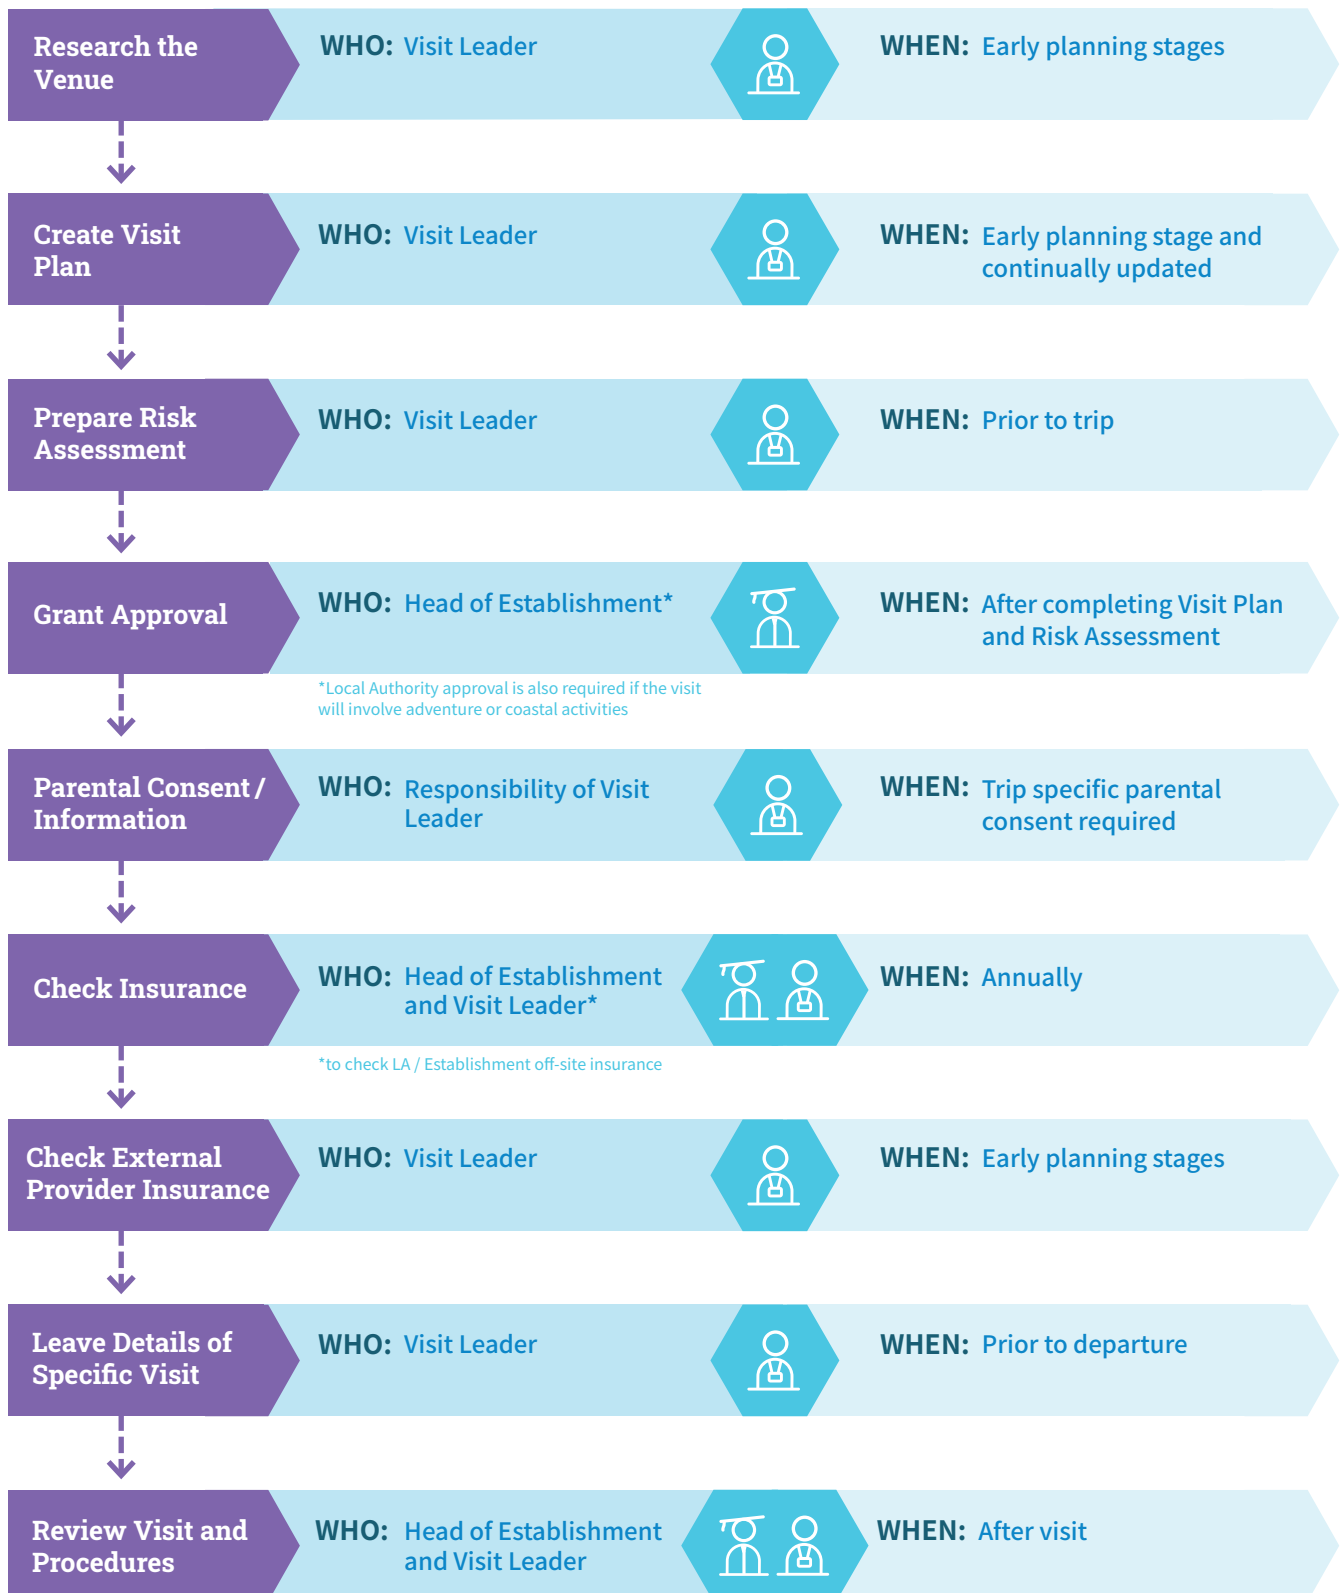 Research the
Venue
WHO: Visit Leader
WHEN: Early planning stages
Create Visit
Plan
WHO: Visit Leader
WHEN: Early planning stage and
continually updated
Prepare Risk
Assessment
WHO: Visit Leader
WHEN: Prior to trip
Grant Approval
WHO: Head of Establishment*
WHEN: After completing Visit Plan
and Risk Assessment
*Local Authority approval is also required if the visit
will involve adventure or coastal activities
Parental Consent /
Information
WHO: Responsibility of Visit
Leader
WHEN: Trip specific parental
consent required
Check Insurance
WHO: Head of Establishment
and Visit Leader*
WHEN: Annually
*to check LA / Establishment off-site insurance
Check External
Provider Insurance
WHO: Visit Leader
WHEN: Early planning stages
Leave Details of
Specific Visit
WHO: Visit Leader
WHEN: Prior to departure
Review Visit and
Procedures
WHO: Head of Establishment
and Visit Leader
WHEN: After visit